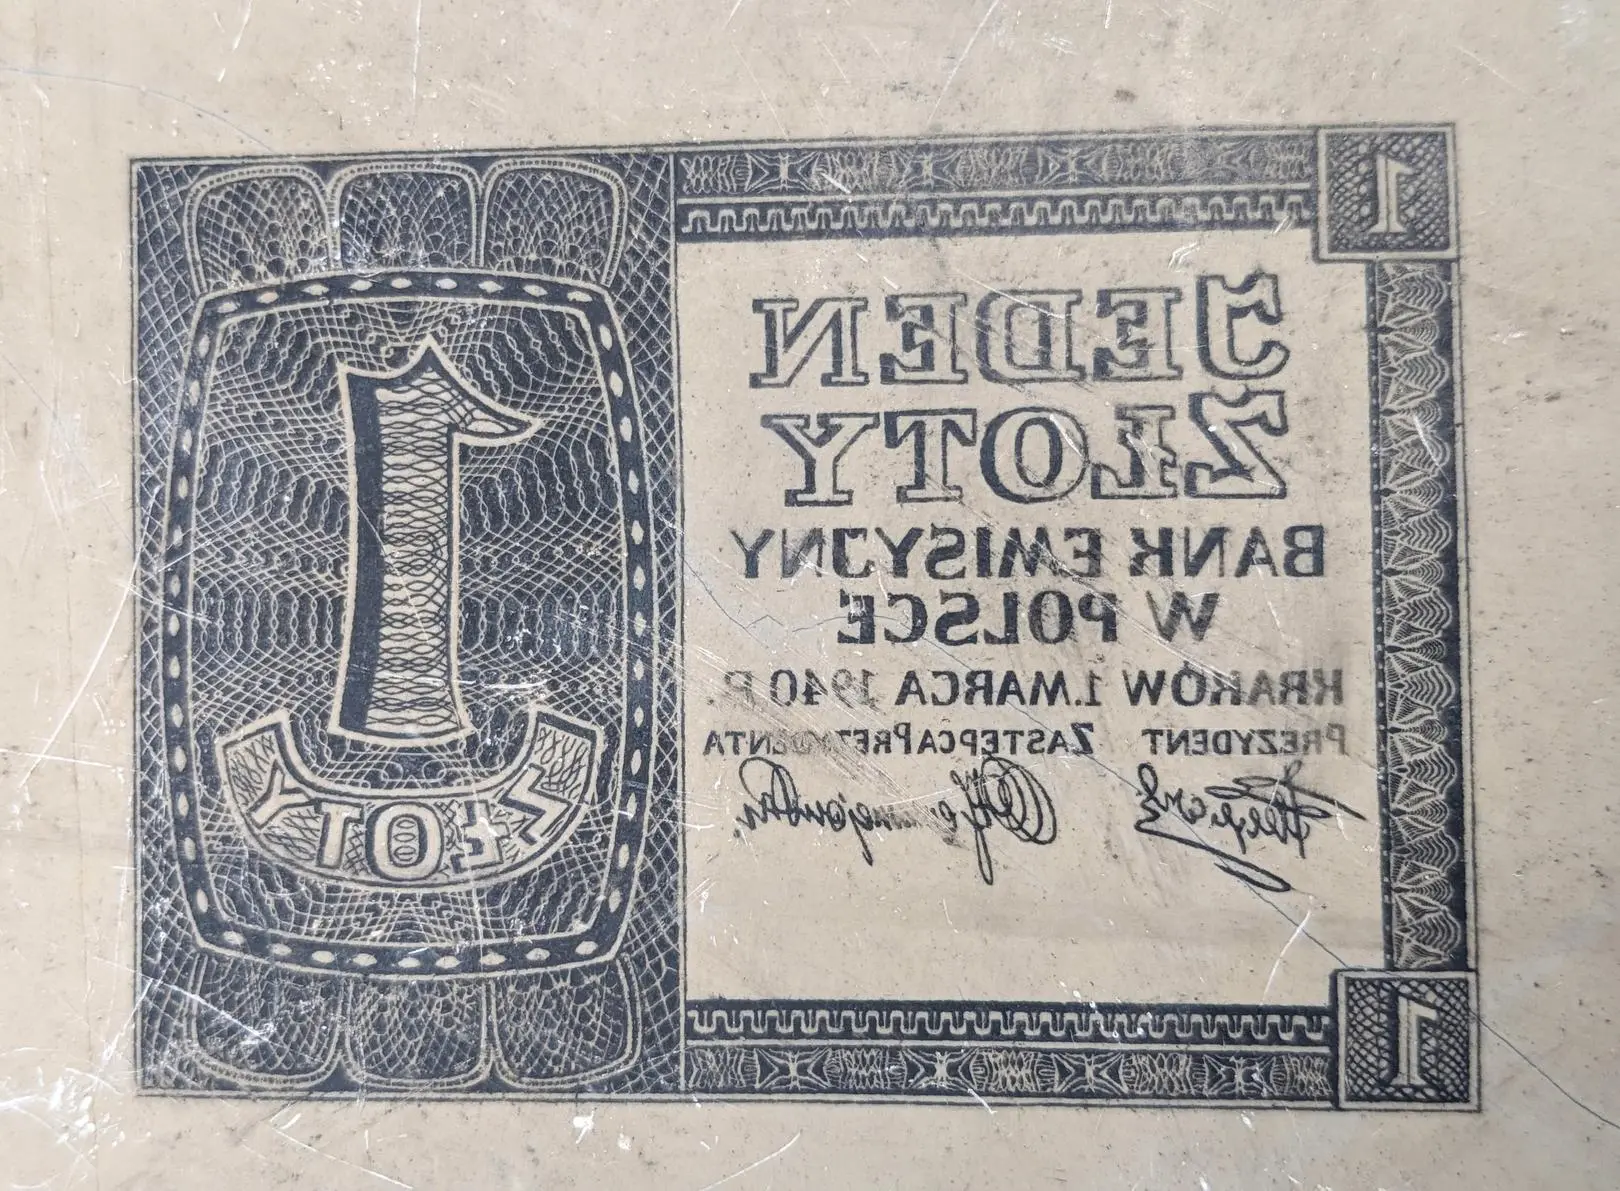 1
JEDEN
ZŁOTY
BANK EMISYJNY
W POLSCE
KRAKÓW 1.MARCA 1940 R.
PREZYDENT ZASTĘPCA PREZYDENTA
1
ZŁOTY
1